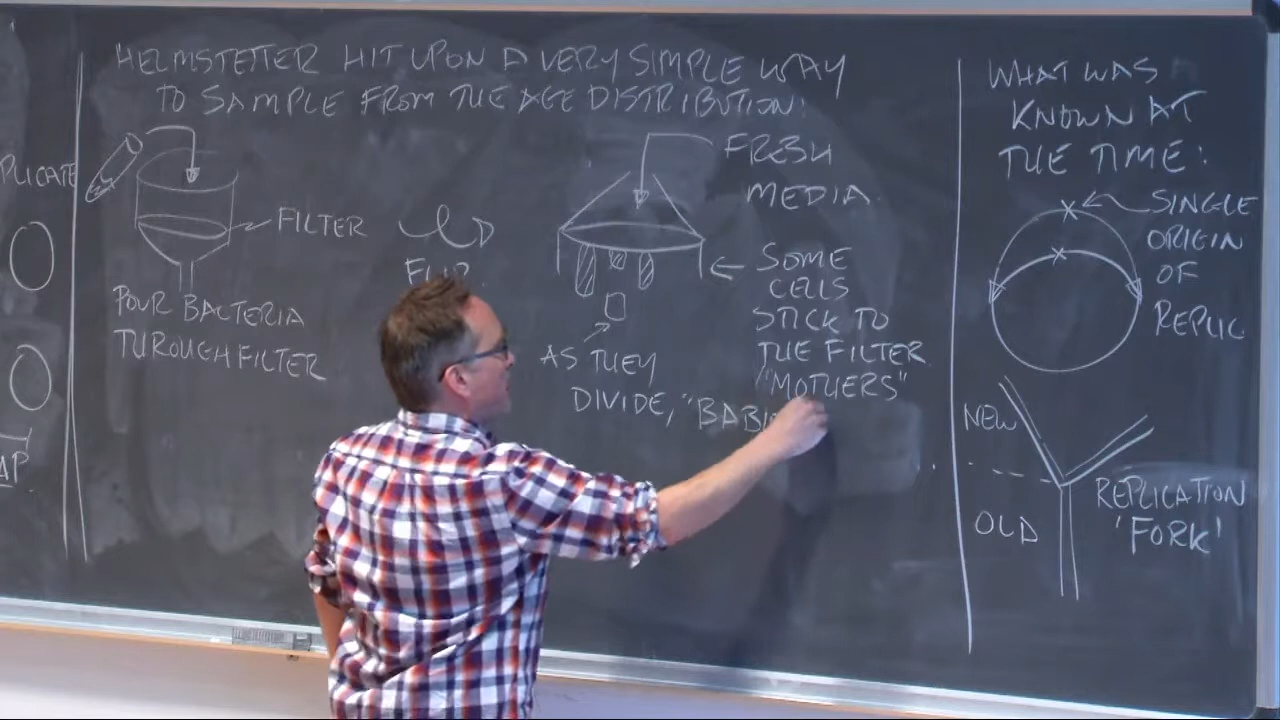 HELMSTETTER HIT UPON A VERY SIMPLE WAY
TO SAMPLE FROM THE AGE DISTRIBUTION:
PLICATE
AP
FILTER
POUR BACTERIA
THROUGH FILTER
FRESH
MEDIA
SOME
CELLS
STICK TO
THE FILTER
"MOTHERS"
AS THEY
DIVIDE, "BABI
WHAT WAS
KNOWN AT
THE TIME:
SINGLE
ORIGIN
OF
REPLIC
NEW
OLD
REPLICATION
'FORK'